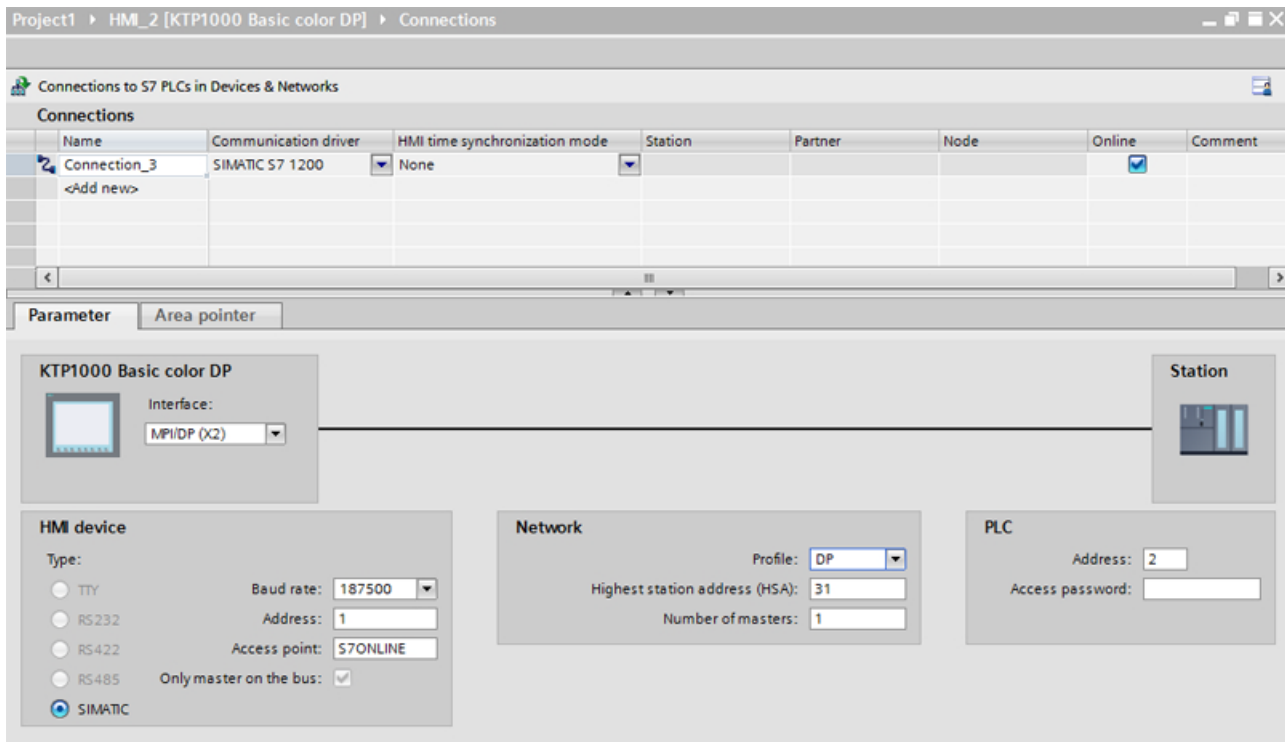 Project1 ▸ HMI_2 [KTP1000 Basic color DP] ▸ Connections
Connections to S7 PLCs in Devices & Networks
Connections
Name Communication driver HMI time synchronization mode Station Partner Node Online Comment
Connection_3 SIMATIC S7 1200 None
<Add new>
Parameter Area pointer
KTP1000 Basic color DP
Interface:
MPI/DP (X2)
Station
HMI device
Type:
TTY
RS232
RS422
RS485
SIMATIC
Baud rate: 187500
Address: 1
Access point: S7ONLINE
Only master on the bus:
Network
Profile: DP
Highest station address (HSA): 31
Number of masters: 1
PLC
Address: 2
Access password: